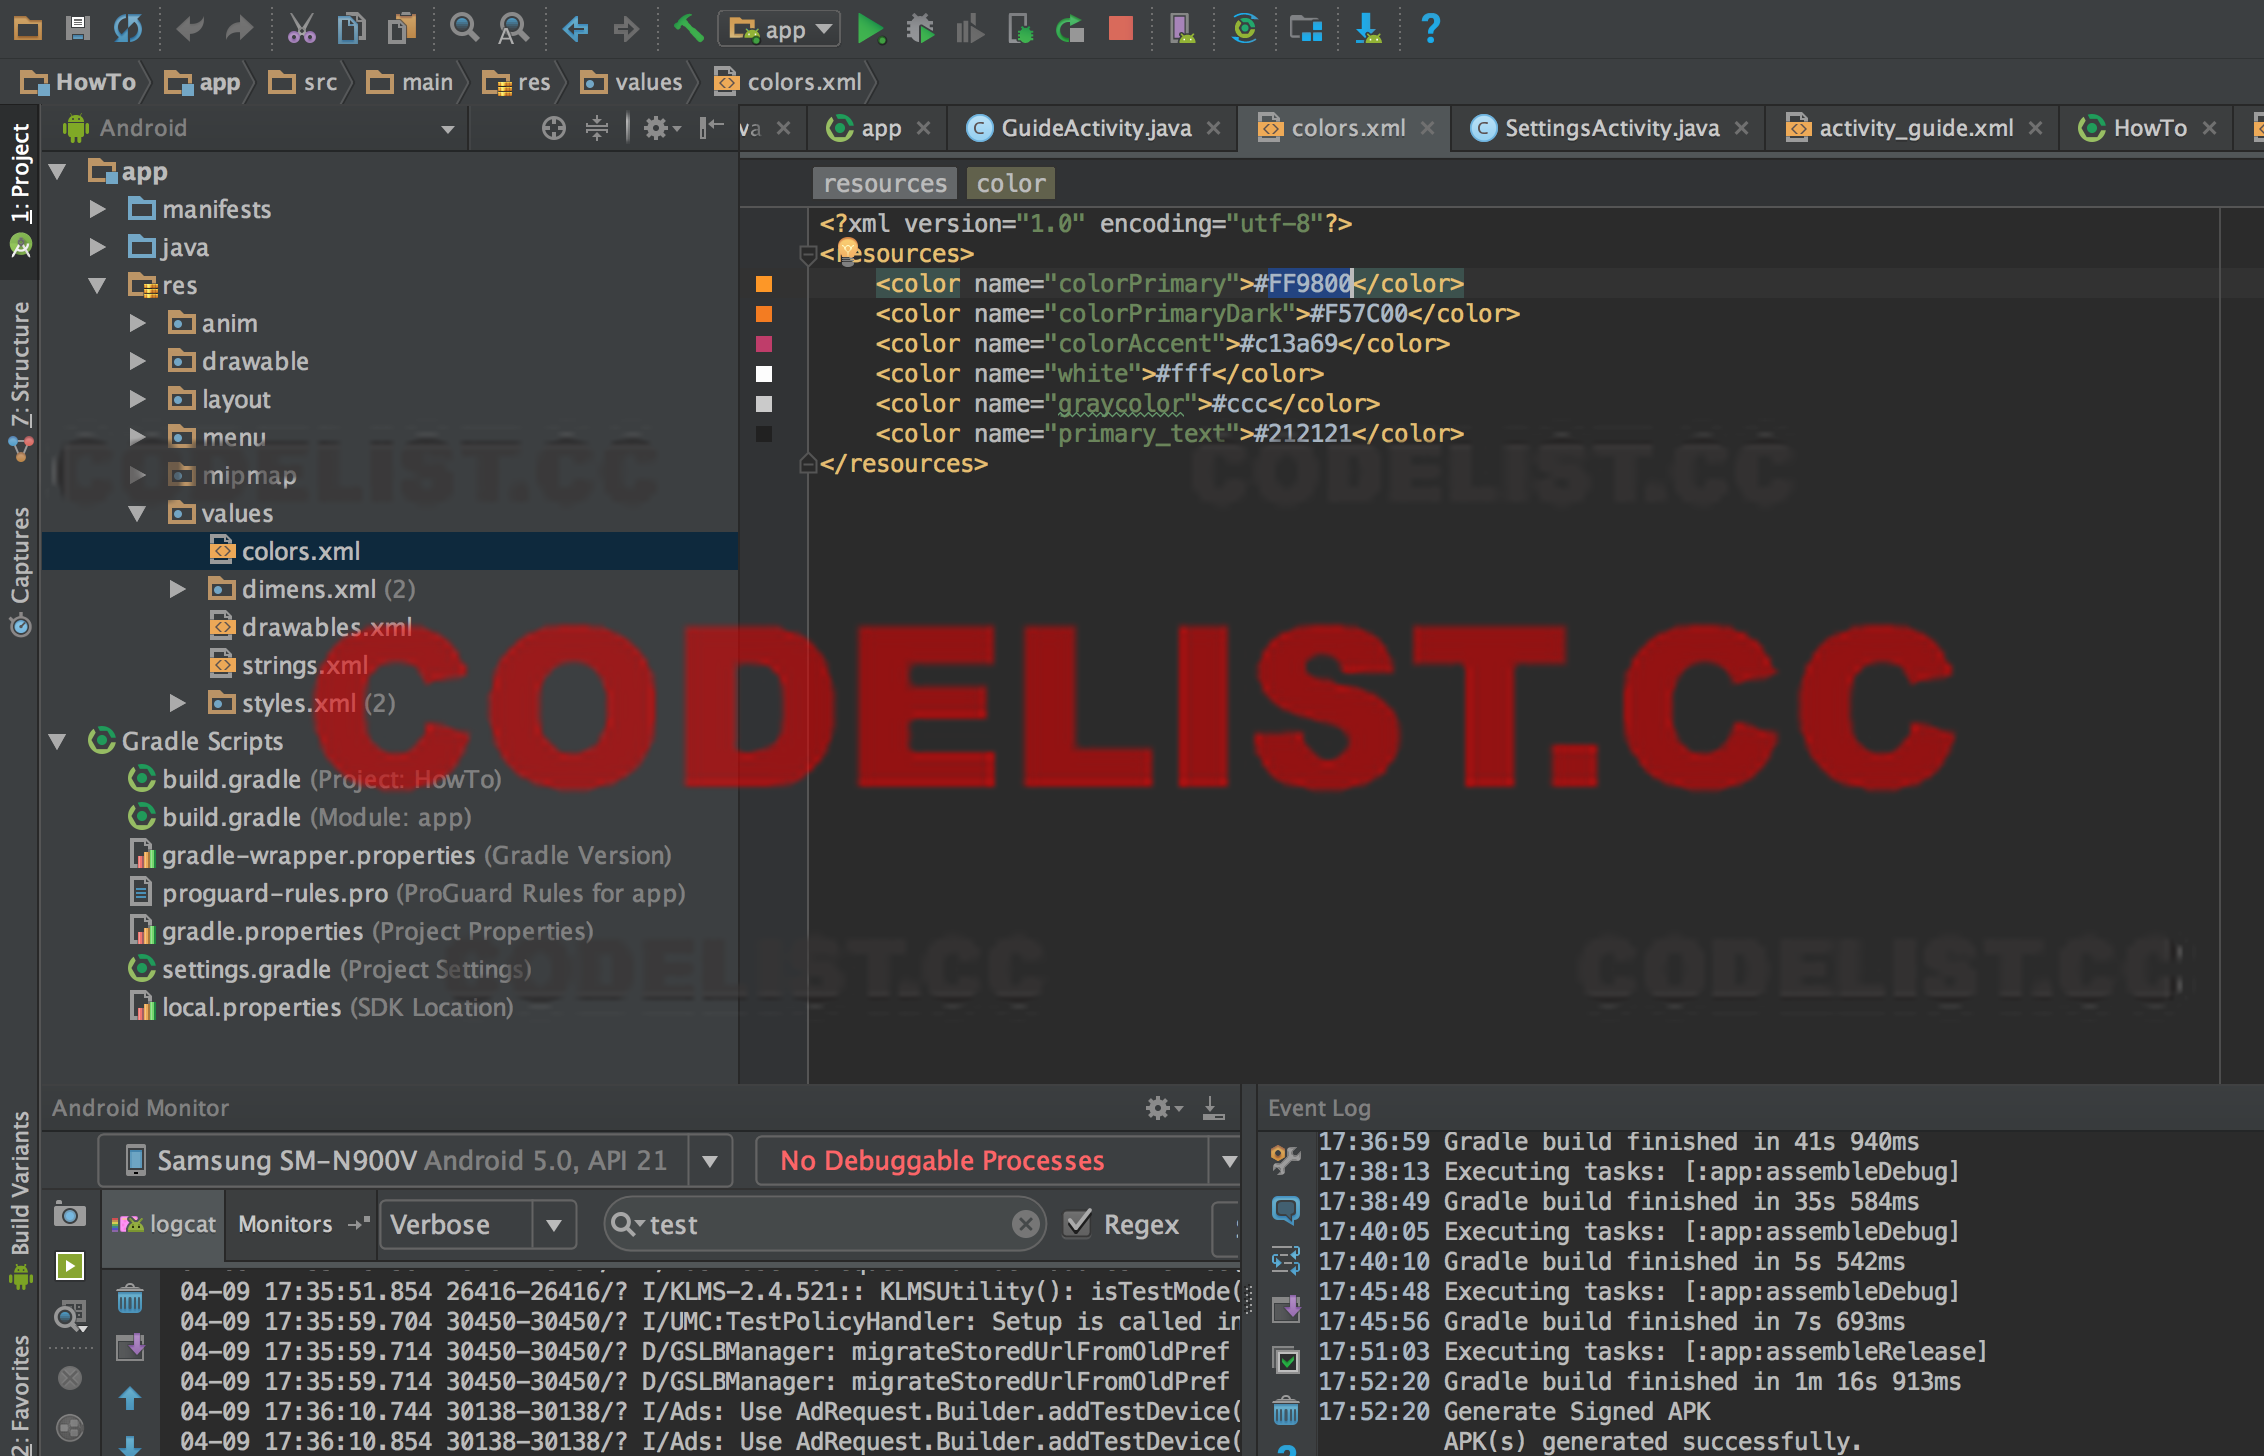 app
HowTo
app
src
main
res
values
colors.xml
Android
va
app
GuideActivity.java
colors.xml
SettingsActivity.java
activity_guide.xml
HowTo
1: Project
7: Structure
Captures
Build Variants
2: Favorites
app
manifests
java
res
anim
drawable
layout
menu
mipmap
values
colors.xml
dimens.xml (2)
drawables.xml
strings.xml
styles.xml (2)
Gradle Scripts
build.gradle (Project: HowTo)
build.gradle (Module: app)
gradle-wrapper.properties (Gradle Version)
proguard-rules.pro (ProGuard Rules for app)
gradle.properties (Project Properties)
settings.gradle (Project Settings)
local.properties (SDK Location)
resources
color
<?xml version="1.0" encoding="utf-8"?>
<resources>
<color name="colorPrimary">#FF9800</color>
<color name="colorPrimaryDark">#F57C00</color>
<color name="colorAccent">#c13a69</color>
<color name="white">#fff</color>
<color name="graycolor">#ccc</color>
<color name="primary_text">#212121</color>
</resources>
CODELIST.CC
CODELIST.CC
CODELIST.CC
CODELIST.CC
CODELIST.CC
Android Monitor
Samsung SM-N900V Android 5.0, API 21
No Debuggable Processes
logcat
Monitors
Verbose
test
Regex
04-09 17:35:51.854 26416-26416/? I/KLMS-2.4.521:: KLMSUtility(): isTestMode(
04-09 17:35:59.704 30450-30450/? I/UMC:TestPolicyHandler: Setup is called in
04-09 17:35:59.714 30450-30450/? D/GSLBManager: migrateStoredUrlFromOldPref
04-09 17:35:59.714 30450-30450/? D/GSLBManager: migrateStoredUrlFromOldPref
04-09 17:36:10.744 30138-30138/? I/Ads: Use AdRequest.Builder.addTestDevice(
04-09 17:36:10.854 30138-30138/? I/Ads: Use AdRequest.Builder.addTestDevice(
Event Log
17:36:59 Gradle build finished in 41s 940ms
17:38:13 Executing tasks: [:app:assembleDebug]
17:38:49 Gradle build finished in 35s 584ms
17:40:05 Executing tasks: [:app:assembleDebug]
17:40:10 Gradle build finished in 5s 542ms
17:45:48 Executing tasks: [:app:assembleDebug]
17:45:56 Gradle build finished in 7s 693ms
17:51:03 Executing tasks: [:app:assembleRelease]
17:52:20 Gradle build finished in 1m 16s 913ms
17:52:20 Generate Signed APK
APK(s) generated successfully.